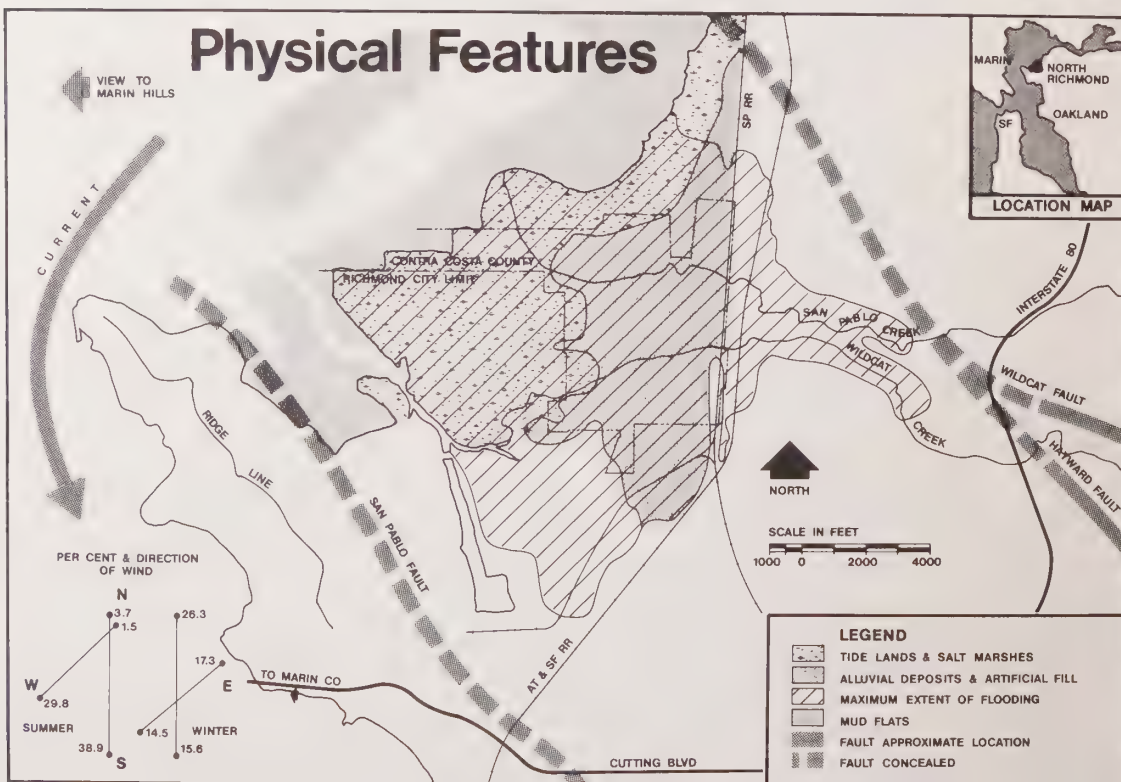 Physical Features
VIEW TO
MARIN HILLS
CURRENT
SP RR
MARIN
NORTH
RICHMOND
OAKLAND
SF
LOCATION MAP
CONTRA COSTA COUNTY
RICHMOND CITY LIMIT
SAN PABLO
CREEK
WILDCAT
CREEK
INTERSTATE 80
WILDCAT FAULT
HAYWARD FAULT
RIDGE
LINE
SAN PABLO FAULT
NORTH
SCALE IN FEET
1000 0 2000 4000
PER CENT & DIRECTION
OF WIND
N
3.7
1.5
26.3
17.3
W
E
29.8
SUMMER
14.5
WINTER
38.9
S
15.6
TO MARIN CO
AT & SF RR
CUTTING BLVD
LEGEND
TIDE LANDS & SALT MARSHES
ALLUVIAL DEPOSITS & ARTIFICIAL FILL
MAXIMUM EXTENT OF FLOODING
MUD FLATS
FAULT APPROXIMATE LOCATION
FAULT CONCEALED